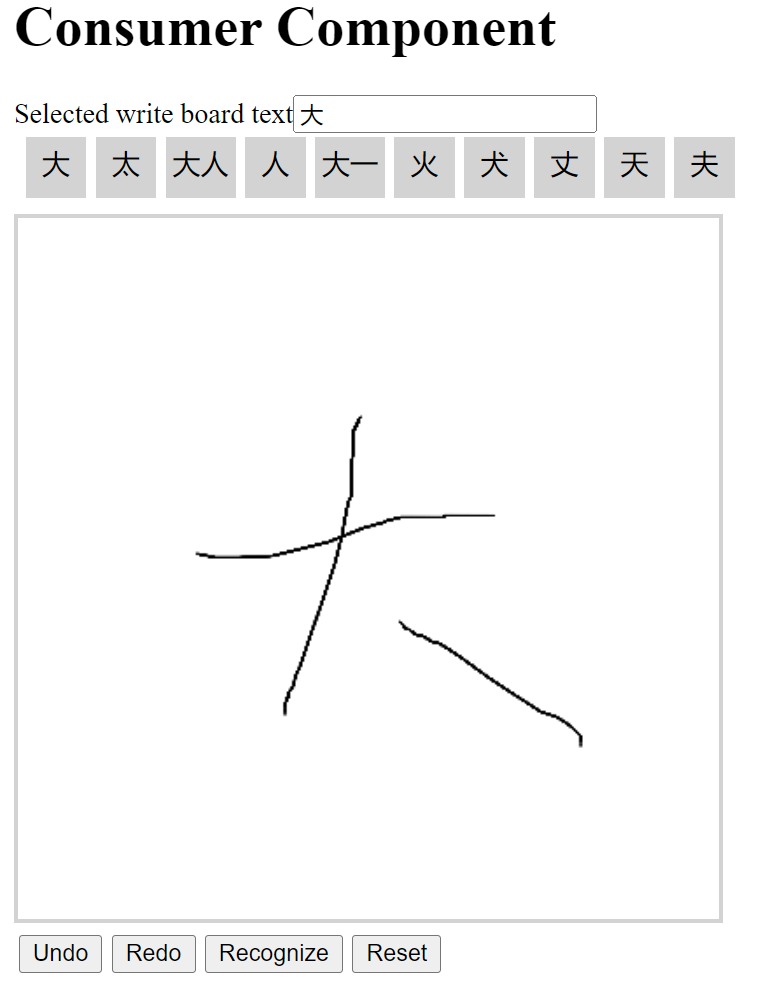 Consumer Component
Selected write board text 大
大 太 大人 人 大一 火 犬 丈 天 夫
大
Undo Redo Recognize Reset